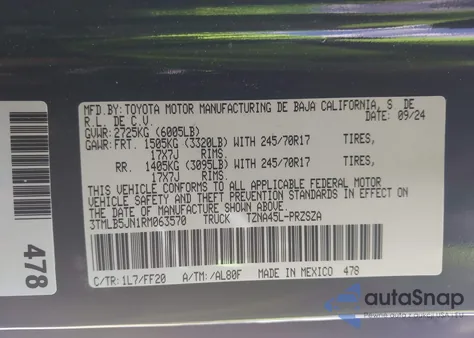 MFD.BY: TOYOTA MOTOR MANUFACTURING DE BAJA CALIFORNIA, S DE
R.L. DE C.V. DATE: 09/24
GVWR: 2725KG (6005LB)
GAWR: FRT. 1505KG (3320LB) WITH 245/70R17 TIRES,
17X7J RIMS.
RR. 1405KG (3095LB) WITH 245/70R17 TIRES,
17X7J RIMS.
THIS VEHICLE CONFORMS TO ALL APPLICABLE FEDERAL MOTOR
VEHICLE SAFETY AND THEFT PREVENTION STANDARDS IN EFFECT ON
THE DATE OF MANUFACTURE SHOWN ABOVE.
3TMLB5JN1RM063570 TRUCK TZNA45L-PRZSZA
C/TR: 1L7/FF20 A/TM: /AL80F MADE IN MEXICO 478
478
autoSnap